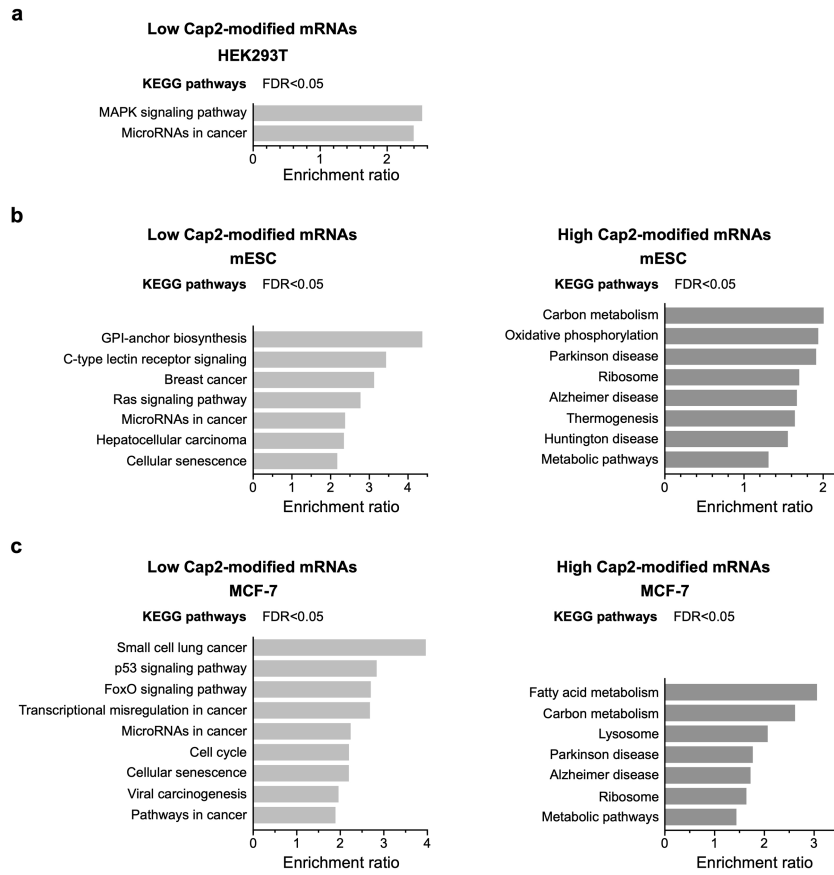 a
Low Cap2-modified mRNAs
HEK293T
KEGG pathways FDR<0.05
MAPK signaling pathway
MicroRNAs in cancer
0 1 2
Enrichment ratio
b
Low Cap2-modified mRNAs
mESC
KEGG pathways FDR<0.05
GPI-anchor biosynthesis
C-type lectin receptor signaling
Breast cancer
Ras signaling pathway
MicroRNAs in cancer
Hepatocellular carcinoma
Cellular senescence
0 1 2 3 4
Enrichment ratio
High Cap2-modified mRNAs
mESC
KEGG pathways FDR<0.05
Carbon metabolism
Oxidative phosphorylation
Parkinson disease
Ribosome
Alzheimer disease
Thermogenesis
Huntington disease
Metabolic pathways
0 1 2
Enrichment ratio
c
Low Cap2-modified mRNAs
MCF-7
KEGG pathways FDR<0.05
Small cell lung cancer
p53 signaling pathway
FoxO signaling pathway
Transcriptional misregulation in cancer
MicroRNAs in cancer
Cell cycle
Cellular senescence
Viral carcinogenesis
Pathways in cancer
0 1 2 3 4
Enrichment ratio
High Cap2-modified mRNAs
MCF-7
KEGG pathways FDR<0.05
Fatty acid metabolism
Carbon metabolism
Lysosome
Parkinson disease
Alzheimer disease
Ribosome
Metabolic pathways
0 1 2 3
Enrichment ratio